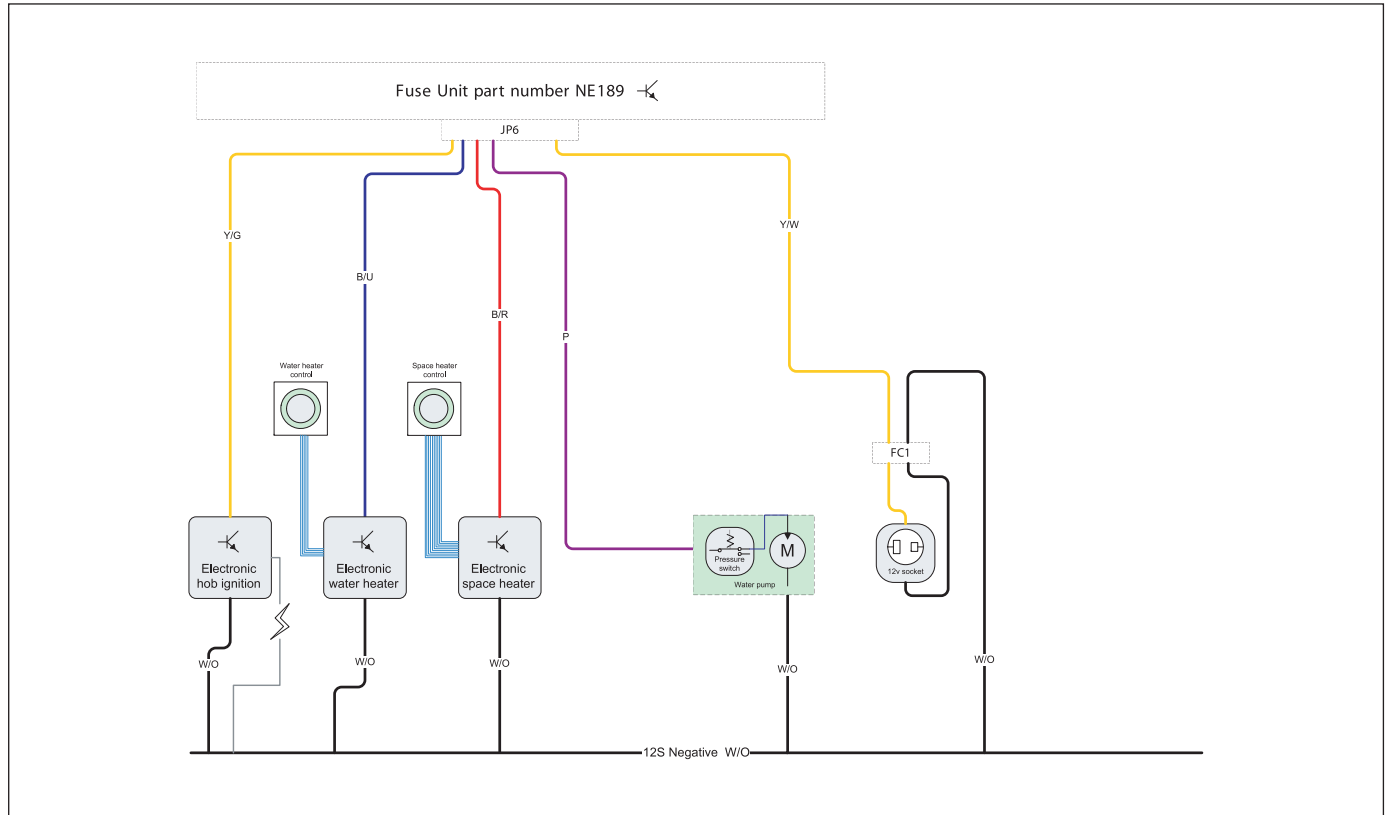 Fuse Unit part number NE189
JP6
Y/G
Y/W
B/U
B/R
P
Water heater
control
Space heater
control
FC1
Electronic
hob ignition
Electronic
water heater
Electronic
space heater
Pressure
switch
M
Water pump
12v socket
W/O
W/O
W/O
W/O
W/O
12S Negative W/O